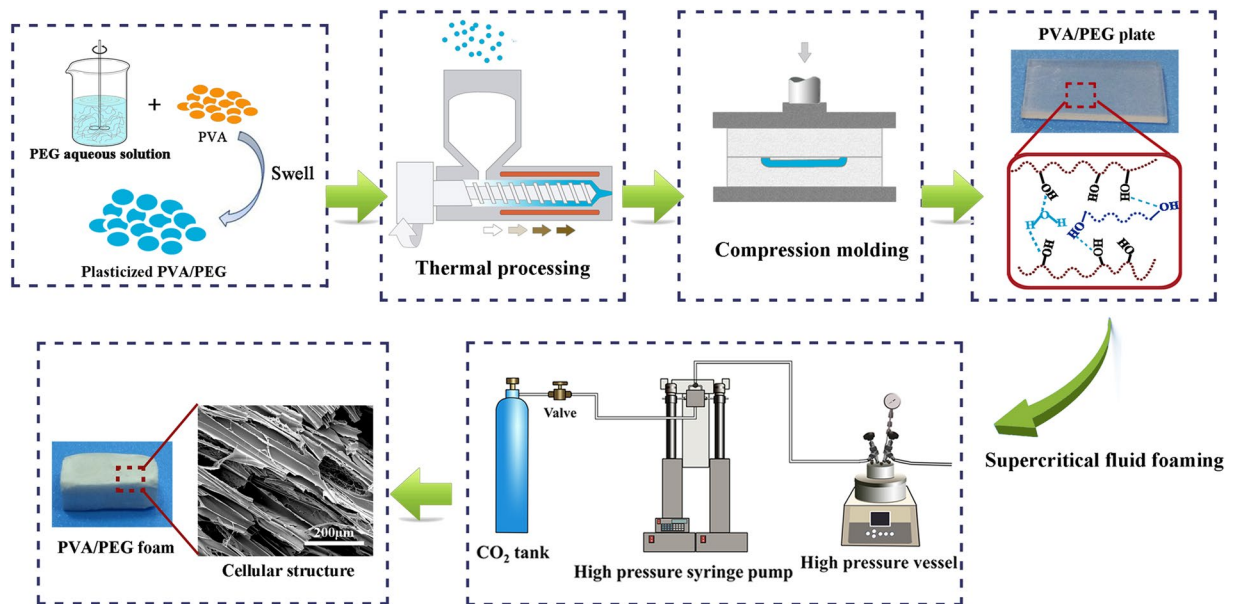 PEG aqueous solution
+
PVA
Swell
Plasticized PVA/PEG
Thermal processing
Compression molding
PVA/PEG plate
OH
HO
HO
OH
H
O
H
HO
HO
HO
HO
Supercritical fluid foaming
CO₂ tank
Valve
High pressure syringe pump
High pressure vessel
PVA/PEG foam
200μm
Cellular structure